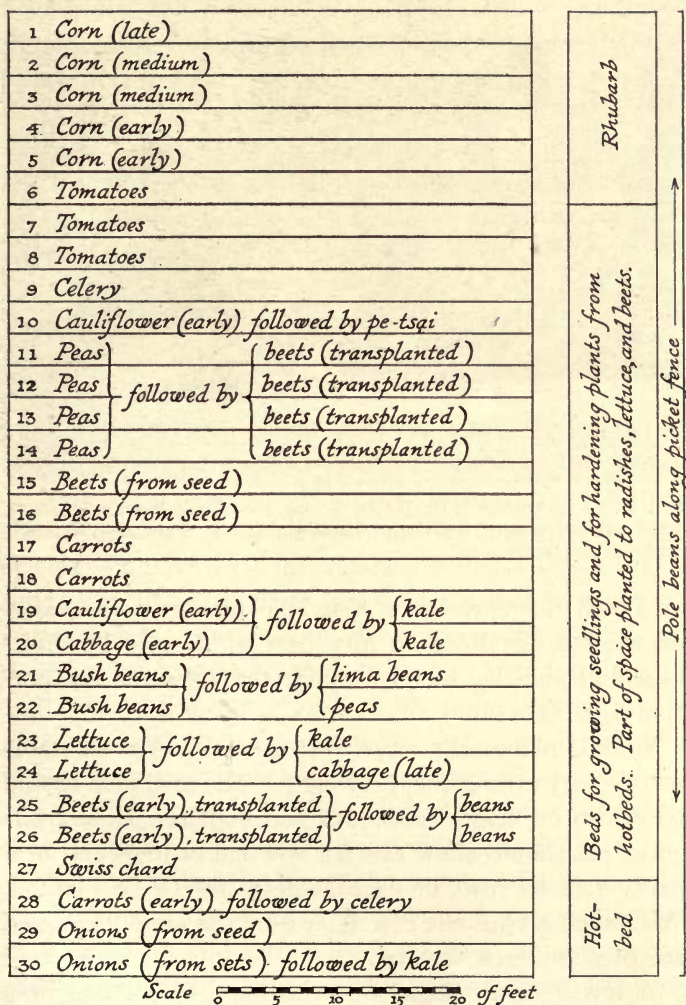 1 Corn (late)
2 Corn (medium)
3 Corn (medium)
4 Corn (early)
5 Corn (early)
6 Tomatoes
7 Tomatoes
8 Tomatoes
9 Celery
10 Cauliflower (early) followed by pe-tsai
11 Peas
12 Peas
13 Peas
14 Peas
followed by
beets (transplanted)
beets (transplanted)
beets (transplanted)
beets (transplanted)
15 Beets (from seed)
16 Beets (from seed)
17 Carrots
18 Carrots
19 Cauliflower (early)
20 Cabbage (early)
followed by
kale
kale
21 Bush beans
22 Bush beans
followed by
lima beans
peas
23 Lettuce
24 Lettuce
followed by
kale
cabbage (late)
25 Beets (early), transplanted
26 Beets (early), transplanted
followed by
beans
beans
27 Swiss chard
28 Carrots (early) followed by celery
29 Onions (from seed)
30 Onions (from sets) followed by kale
Scale 0 5 10 15 20 of feet
Rhubarb
Beds for growing seedlings and for hardening plants from
hotbeds. Part of space planted to radishes, lettuce, and beets.
Hot-
bed
Pole beans along picket fence